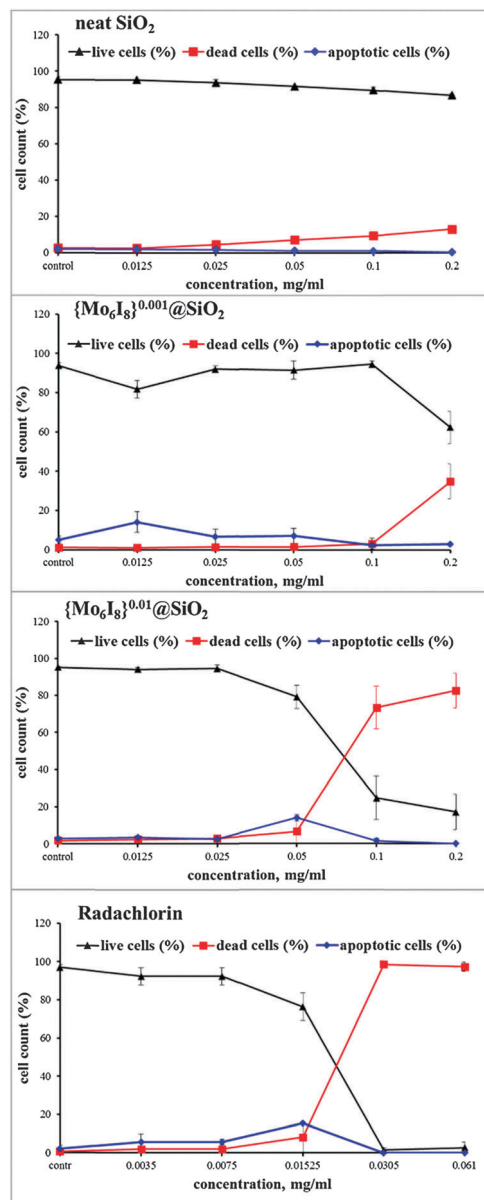 neat SiO₂
live cells (%) dead cells (%) apoptotic cells (%)
120
100
80
60
40
20
0
cell count (%)
control 0.0125 0.025 0.05 0.1 0.2
concentration, mg/ml
{Mo₆I₈}⁰·⁰⁰¹@SiO₂
live cells (%) dead cells (%) apoptotic cells (%)
120
100
80
60
40
20
0
cell count (%)
control 0.0125 0.025 0.05 0.1 0.2
concentration, mg/ml
{Mo₆I₈}⁰·⁰¹@SiO₂
live cells (%) dead cells (%) apoptotic cells (%)
120
100
80
60
40
20
0
cell count (%)
control 0.0125 0.025 0.05 0.1 0.2
concentration, mg/ml
Radachlorin
live cells (%) dead cells (%) apoptotic cells (%)
120
100
80
60
40
20
0
cell count (%)
contr 0.0035 0.0075 0.01525 0.0305 0.061
concentration, mg/ml